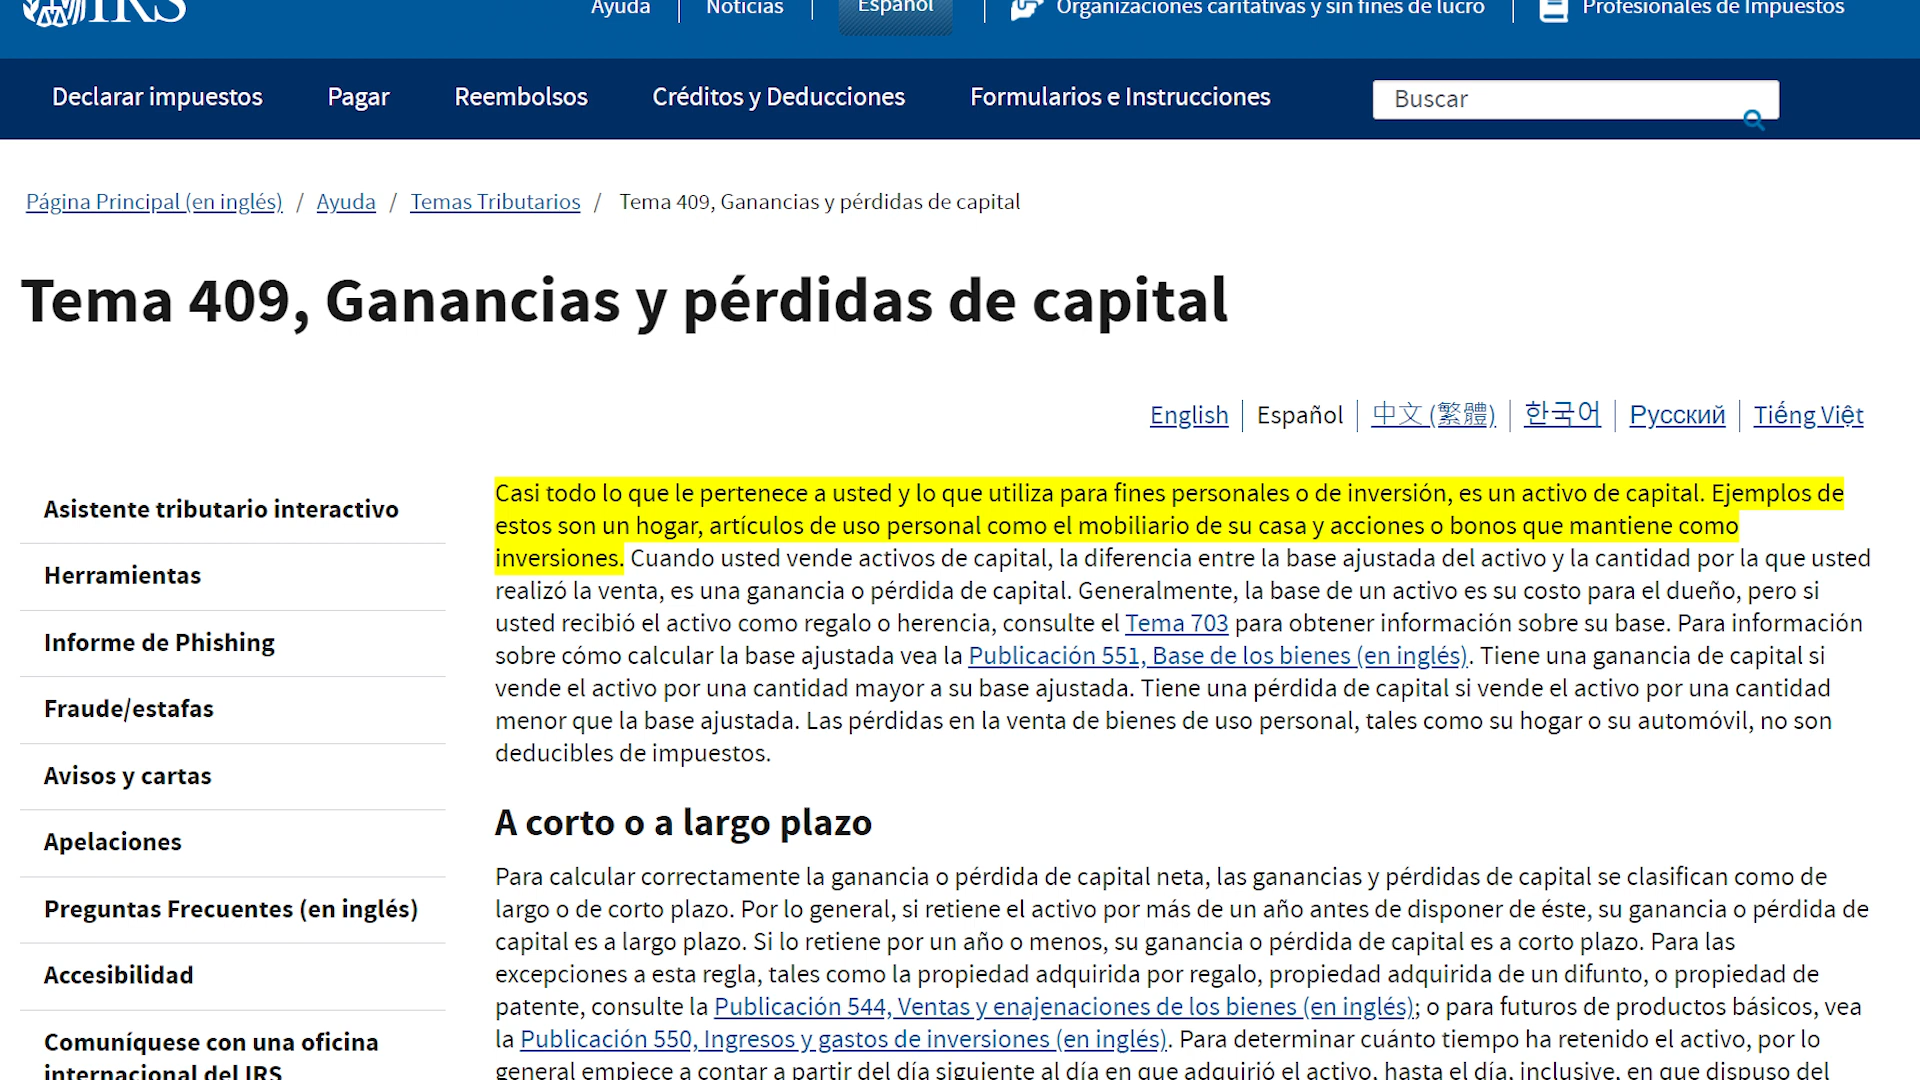 IRS
Ayuda
Noticias
Español
Organizaciones caritativas y sin fines de lucro
Profesionales de Impuestos
Declarar impuestos
Pagar
Reembolsos
Créditos y Deducciones
Formularios e Instrucciones
Buscar
Página Principal (en inglés) / Ayuda / Temas Tributarios / Tema 409, Ganancias y pérdidas de capital
Tema 409, Ganancias y pérdidas de capital
English | Español | 中文 (繁體) | 한국어 | Русский | Tiếng Việt
Asistente tributario interactivo
Herramientas
Informe de Phishing
Fraude/estafas
Avisos y cartas
Apelaciones
Preguntas Frecuentes (en inglés)
Accesibilidad
Comuníquese con una oficina
internacional del IRS
Casi todo lo que le pertenece a usted y lo que utiliza para fines personales o de inversión, es un activo de capital. Ejemplos de
estos son un hogar, artículos de uso personal como el mobiliario de su casa y acciones o bonos que mantiene como
inversiones. Cuando usted vende activos de capital, la diferencia entre la base ajustada del activo y la cantidad por la que usted
realizó la venta, es una ganancia o pérdida de capital. Generalmente, la base de un activo es su costo para el dueño, pero si
usted recibió el activo como regalo o herencia, consulte el Tema 703 para obtener información sobre su base. Para información
sobre cómo calcular la base ajustada vea la Publicación 551, Base de los bienes (en inglés). Tiene una ganancia de capital si
vende el activo por una cantidad mayor a su base ajustada. Tiene una pérdida de capital si vende el activo por una cantidad
menor que la base ajustada. Las pérdidas en la venta de bienes de uso personal, tales como su hogar o su automóvil, no son
deducibles de impuestos.
A corto o a largo plazo
Para calcular correctamente la ganancia o pérdida de capital neta, las ganancias y pérdidas de capital se clasifican como de
largo o de corto plazo. Por lo general, si retiene el activo por más de un año antes de disponer de éste, su ganancia o pérdida de
capital es a largo plazo. Si lo retiene por un año o menos, su ganancia o pérdida de capital es a corto plazo. Para las
excepciones a esta regla, tales como la propiedad adquirida por regalo, propiedad adquirida de un difunto, o propiedad de
patente, consulte la Publicación 544, Ventas y enajenaciones de los bienes (en inglés); o para futuros de productos básicos, vea
la Publicación 550, Ingresos y gastos de inversiones (en inglés). Para determinar cuánto tiempo ha retenido el activo, por lo
general empiece a contar a partir del día siguiente al día en que adquirió el activo, hasta el día, inclusive, en que dispuso del